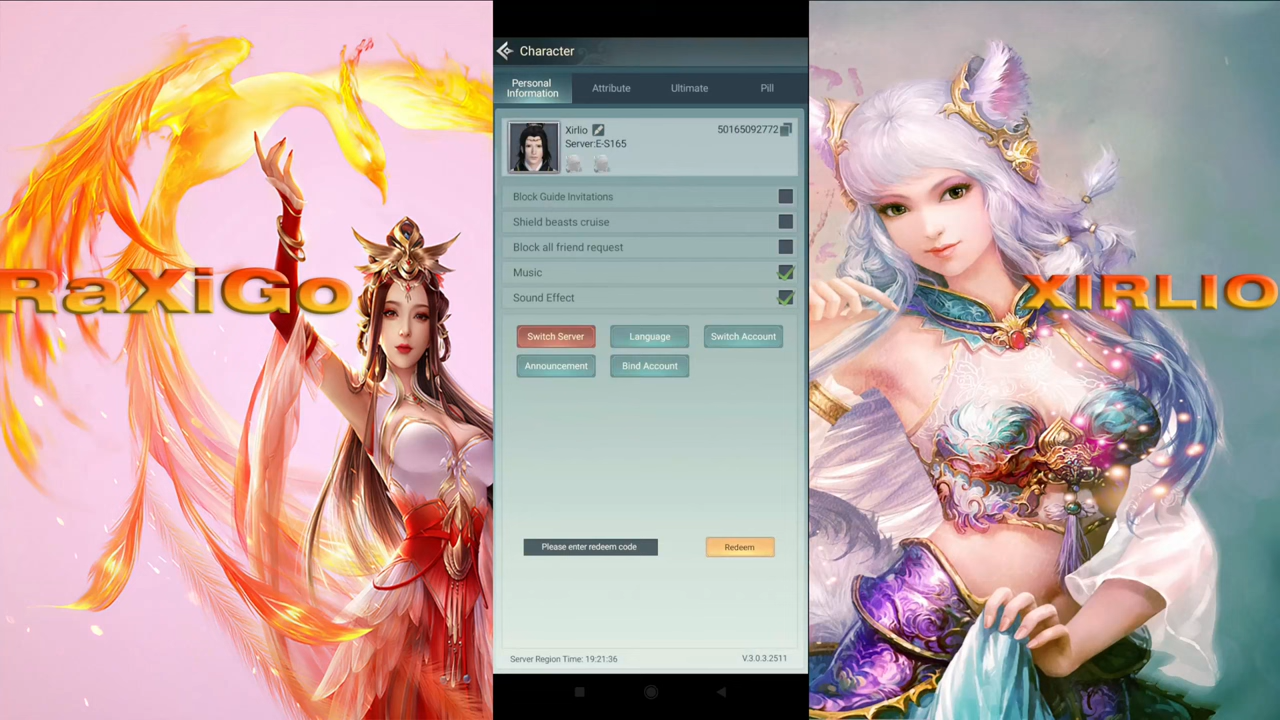 RaXiGo
Character
Personal
Information
Attribute
Ultimate
Pill
Xirlio
50165092772
Server:E-S165
Block Guide Invitations
Shield beasts cruise
Block all friend request
Music
Sound Effect
Switch Server
Language
Switch Account
Announcement
Bind Account
Please enter redeem code
Redeem
Server Region Time: 19:21:36
V.3.0.3.2511
XIRLIO